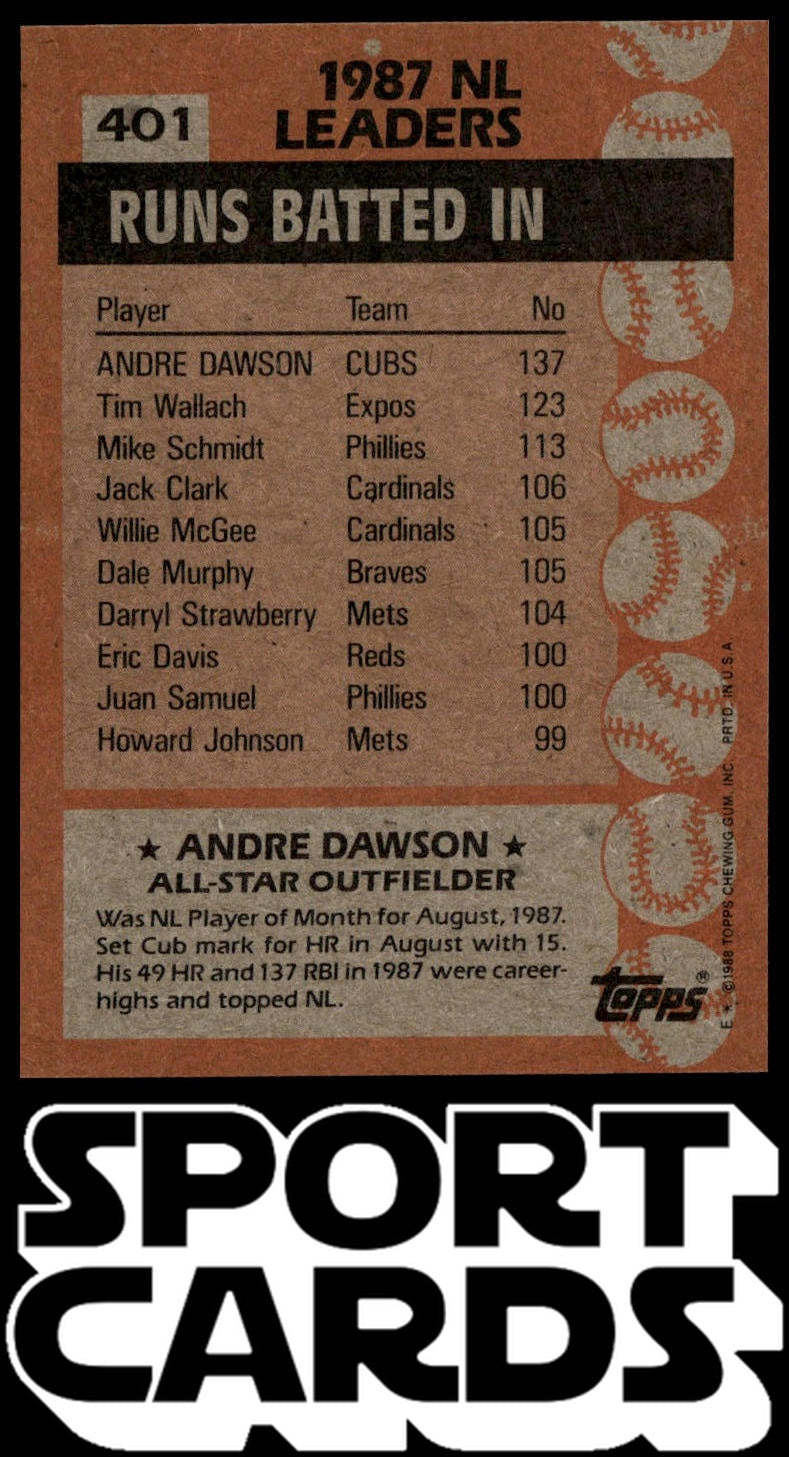 1987 NL
401 LEADERS
RUNS BATTED IN
Player Team No
ANDRE DAWSON CUBS 137
Tim Wallach Expos 123
Mike Schmidt Phillies 113
Jack Clark Cardinals 106
Willie McGee Cardinals 105
Dale Murphy Braves 105
Darryl Strawberry Mets 104
Eric Davis Reds 100
Juan Samuel Phillies 100
Howard Johnson Mets 99
★ ANDRE DAWSON ★
ALL-STAR OUTFIELDER
Was NL Player of Month for August, 1987.
Set Cub mark for HR in August with 15.
His 49 HR and 137 RBI in 1987 were career-
highs and topped NL.
topps®
E ★ ©1988 TOPPS CHEWING GUM, INC. PRTD. IN U.S.A.
SPORT
CARDS